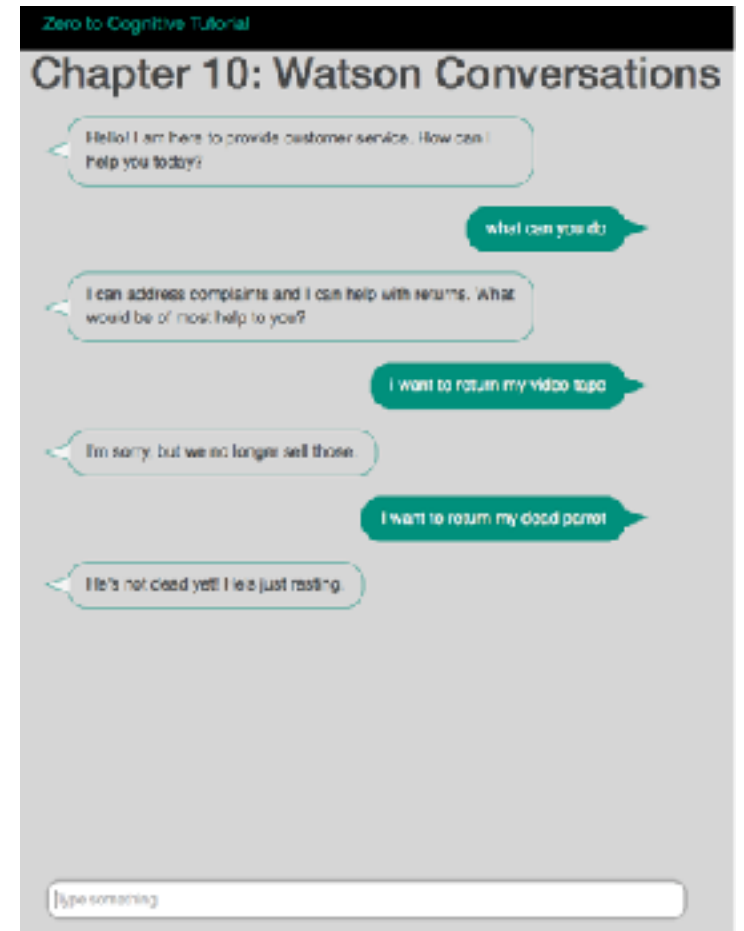 Zero to Cognitive Tutorial
Chapter 10: Watson Conversations
Hello! I am here to provide customer service. How can I
help you today?
what can you do
I can address complaints and I can help with returns. What
would be of most help to you?
i want to return my video tape
I'm sorry, but we no longer sell those.
i want to return my dead parrot
He's not dead yet! He's just resting.
type something